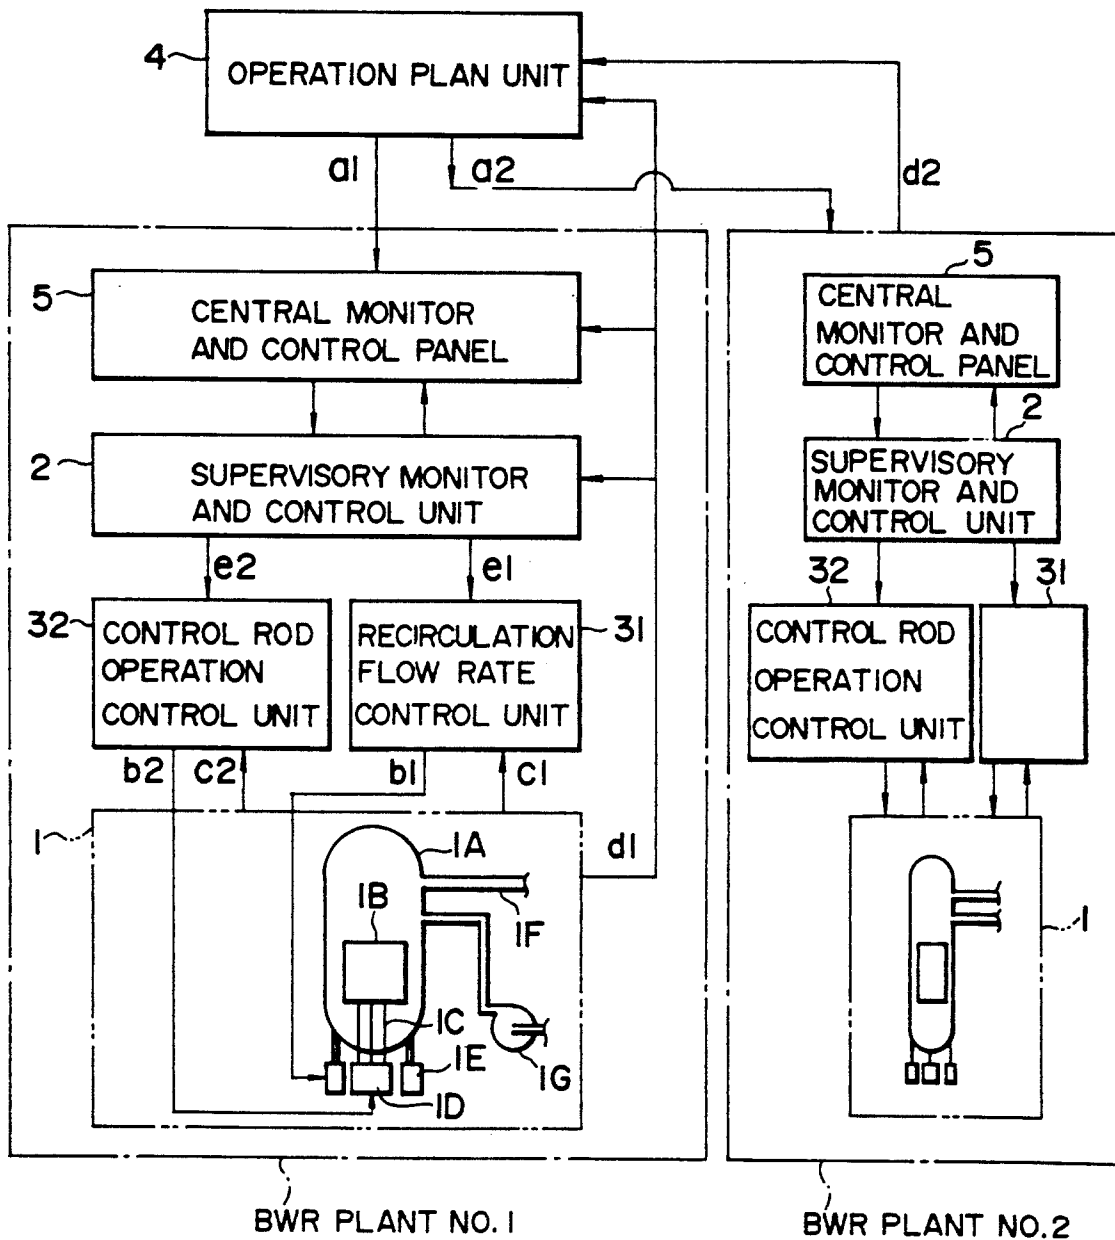 4
OPERATION PLAN UNIT
a1
a2
d2
5
CENTRAL MONITOR
AND CONTROL PANEL
2
SUPERVISORY MONITOR
AND CONTROL UNIT
e2
e1
32
CONTROL ROD
OPERATION
CONTROL UNIT
RECIRCULATION
FLOW RATE
CONTROL UNIT
31
b2
c2
b1
c1
1
d1
1A
1B
1F
1C
1E
1D
1G
BWR PLANT NO.1
5
CENTRAL
MONITOR AND
CONTROL PANEL
2
SUPERVISORY
MONITOR AND
CONTROL UNIT
32
31
CONTROL ROD
OPERATION
CONTROL UNIT
1
BWR PLANT NO.2